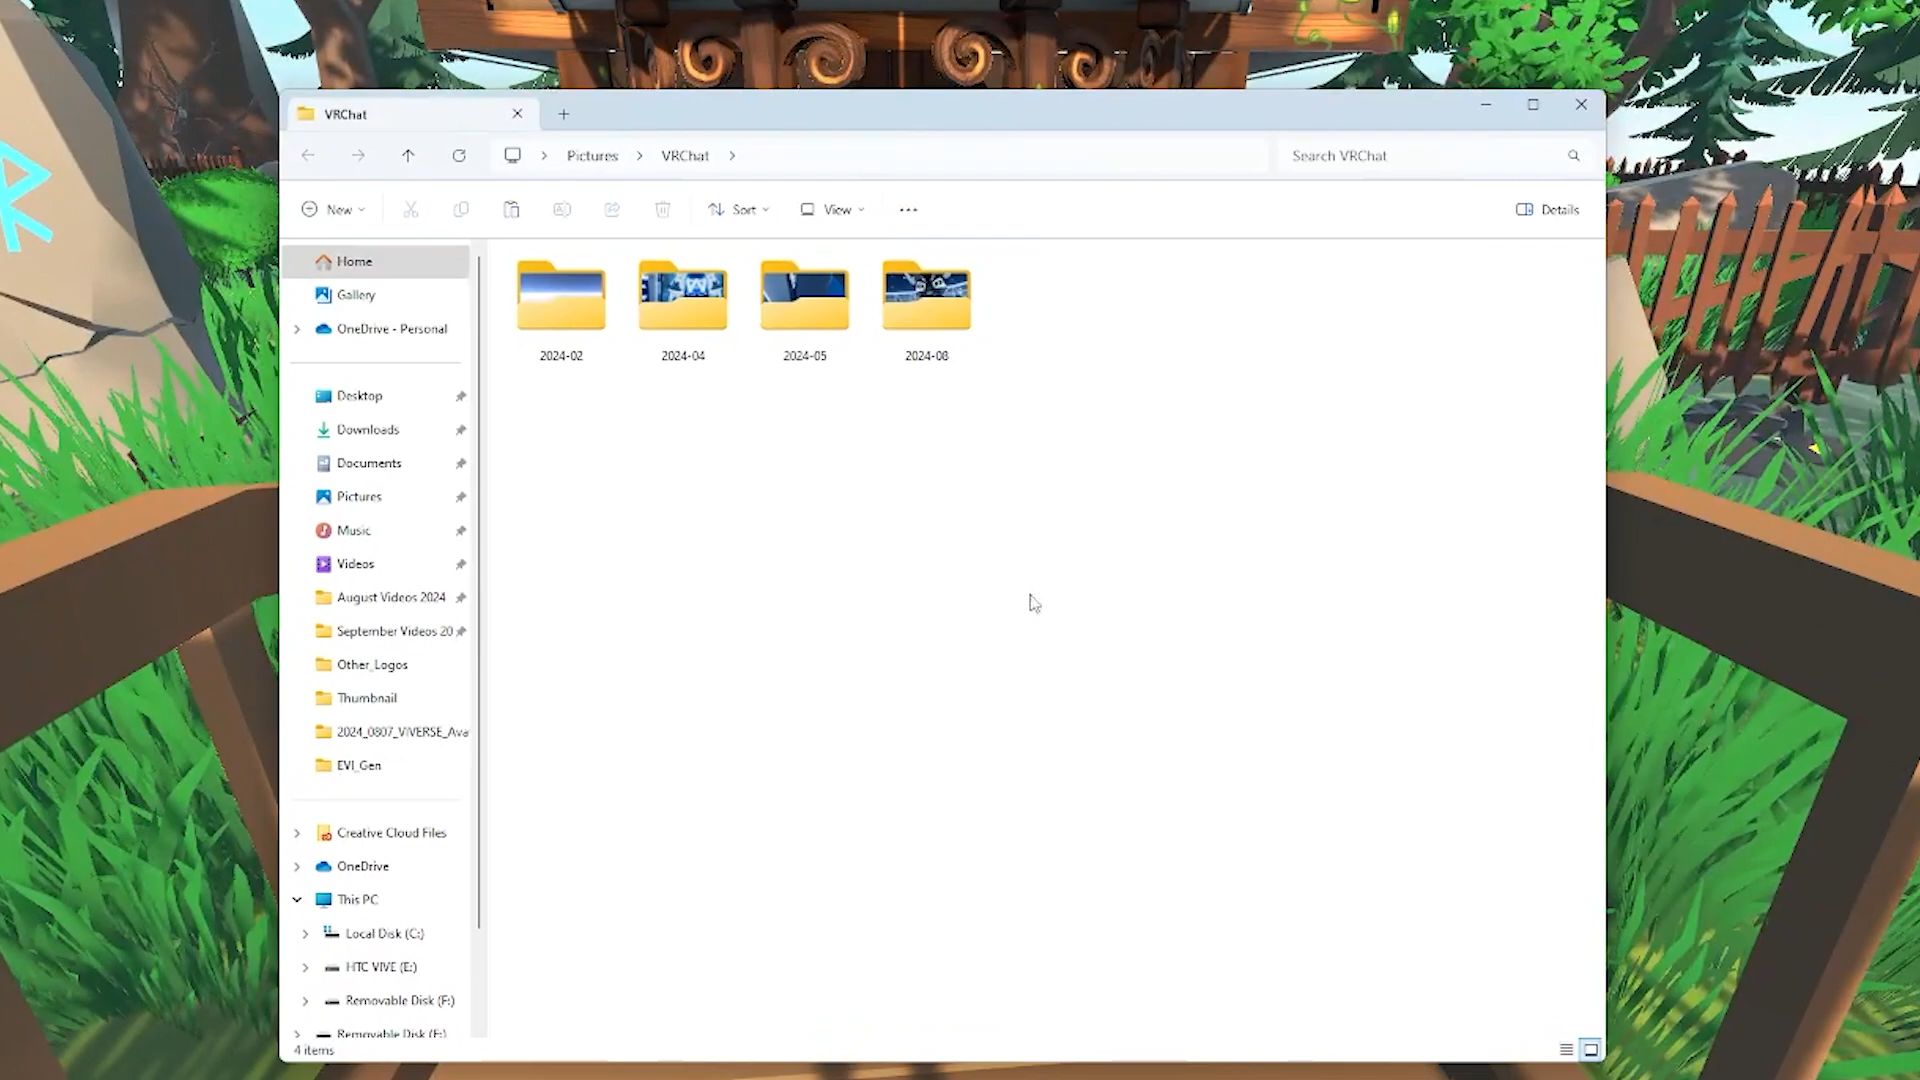 VRChat
Pictures
VRChat
Search VRChat
New
Sort
View
Details
Home
Gallery
OneDrive - Personal
Desktop
Downloads
Documents
Pictures
Music
Videos
August Videos 2024
September Videos 20
Other_Logos
Thumbnail
2024_0807_VIVERSE_Ava
EVI_Gen
Creative Cloud Files
OneDrive
This PC
Local Disk (C:)
HTC VIVE (E:)
Removable Disk (F:)
Removable Disk (F:)
2024-02
2024-04
2024-05
2024-08
4 items